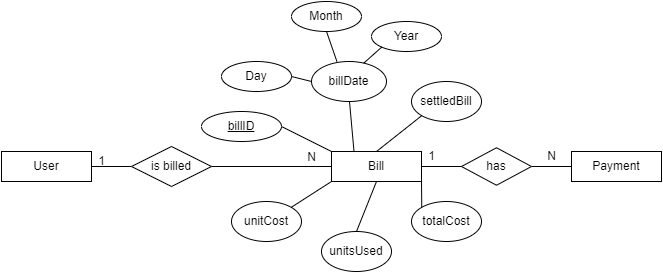 Month
Year
Day
billDate
settledBill
billID
User
1
is billed
N
Bill
1
has
N
Payment
unitCost
totalCost
unitsUsed